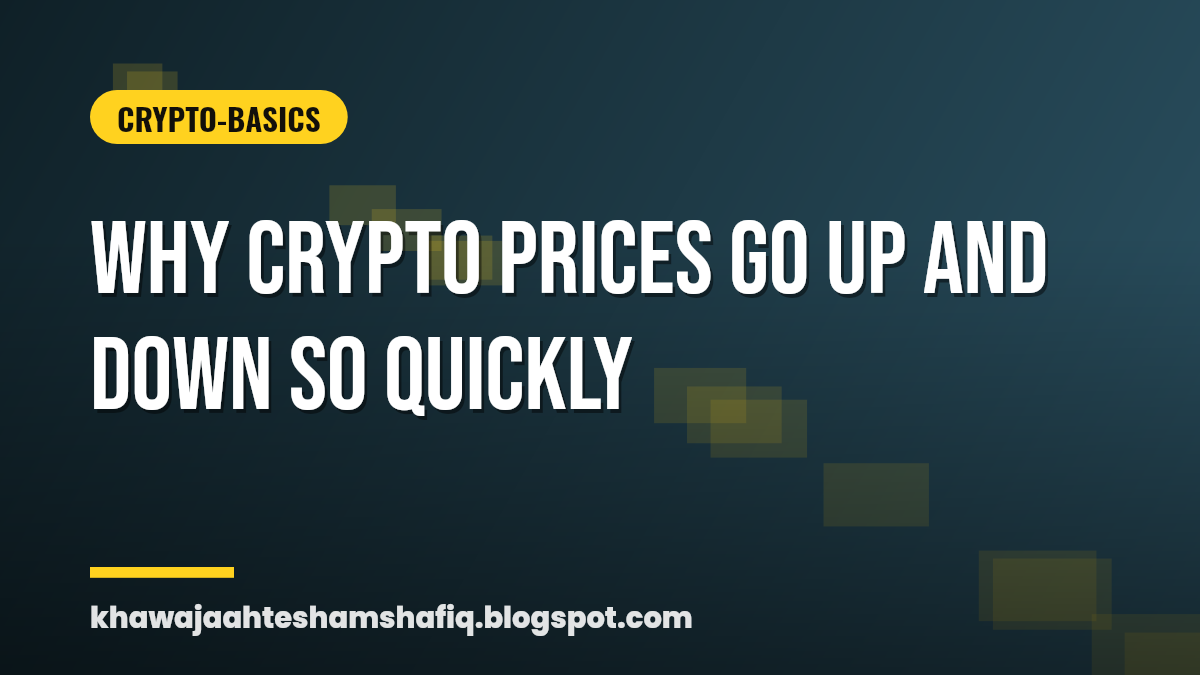 CRYPTO-BASICS
WHY CRYPTO PRICES GO UP AND
DOWN SO QUICKLY
khawajaahteshamshafiq.blogspot.com